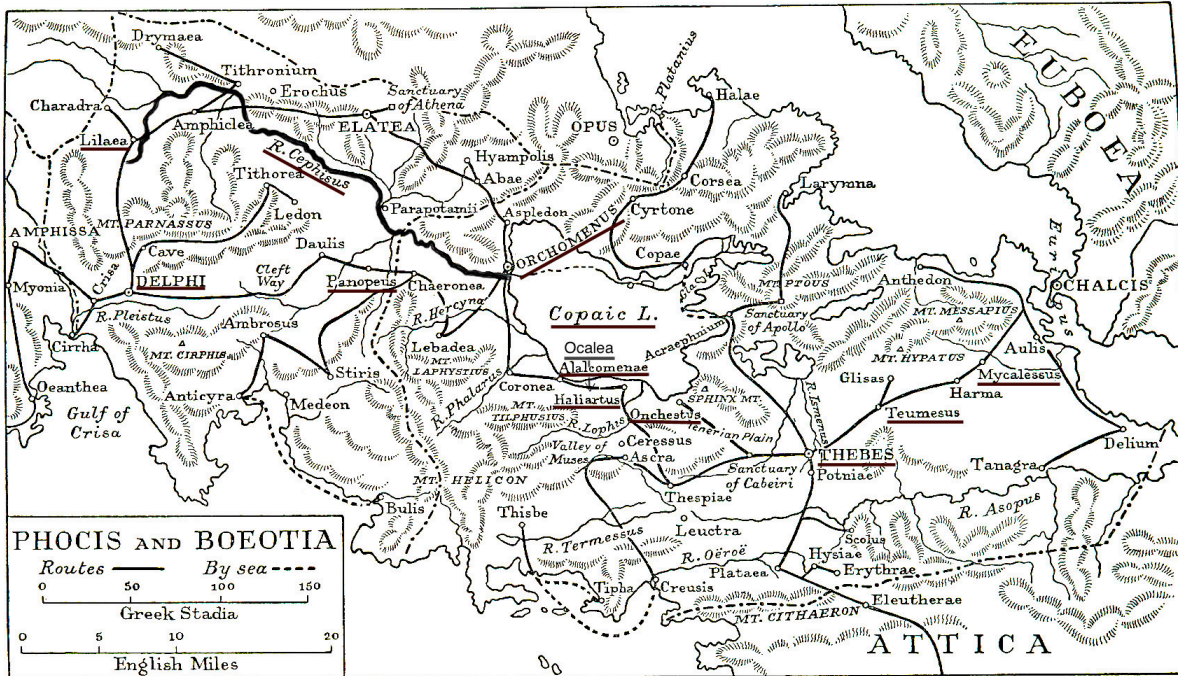 Drymaea
Tithronium
Erochus
Sanctuary
of Athena
Charadra
Amphiclea
ELATEA
Lilaea
R. Cephisus
Hyampolis
Abae
OPUS
R. Platanius
Halae
EUBOEA
Tithorea
Ledon
MT. PARNASSUS
Parapotamii
Aspledon
Corsea
Cyrtone
Larymna
AMPHISSA
Cave
Daulis
ORCHOMENUS
Copae
Euripus
Myonia
Crisa
DELPHI
Cleft
Way
Panopeus
Chaeronea
Gla
MT. PTOUS
Anthedon
CHALCIS
R. Pleistus
R. Hercyna
Copaic L.
Sanctuary
of Apollo
MT. MESSAPIUS
Cirrha
MT. CIRPHIS
Ambrosus
Lebadea
MT.
LAPHYSTIUS
Ocalea
Acraephnium
MT. HYPATUS
Aulis
Alalcomenae
Mycalessus
Oeanthea
Stiris
R. Phalarus
Coronea
Haliartus
SPHINX MT.
Glisas
Harma
Gulf of
Crisa
Anticyra
Medeon
MT.
TILPHUSIUS
R. Lophis
Onchestus
Tenerian Plain
R. Ismenus
Teumesus
Valley of
Muses
Ceressus
Ascra
Sanctuary
of Cabeiri
THEBES
Potniae
Delium
Tanagra
MT. HELICON
Bulis
Thisbe
Thespiae
Leuctra
R. Asopus
R. Termessus
R. Oëroë
Scolus
Hysiae
Erythrae
Plataea
Tipha
Creusis
Eleutherae
MT. CITHAERON
ATTICA
PHOCIS AND BOEOTIA
Routes By sea
50 100 150
Greek Stadia
0 5 10 20
English Miles